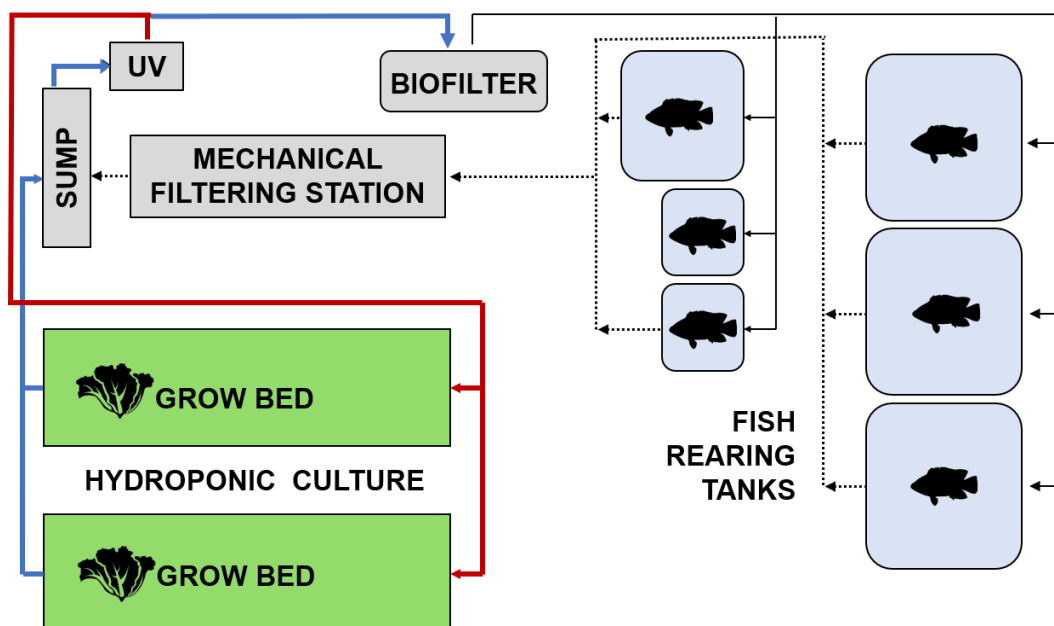 UV
BIOFILTER
SUMP
MECHANICAL
FILTERING STATION
GROW BED
HYDROPONIC CULTURE
GROW BED
FISH
REARING
TANKS